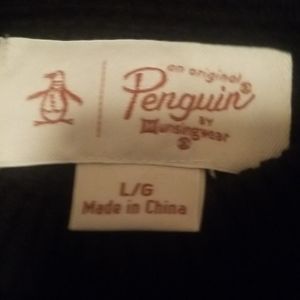 an original
Penguin®
BY
Munsingwear
®
L/G
Made in China